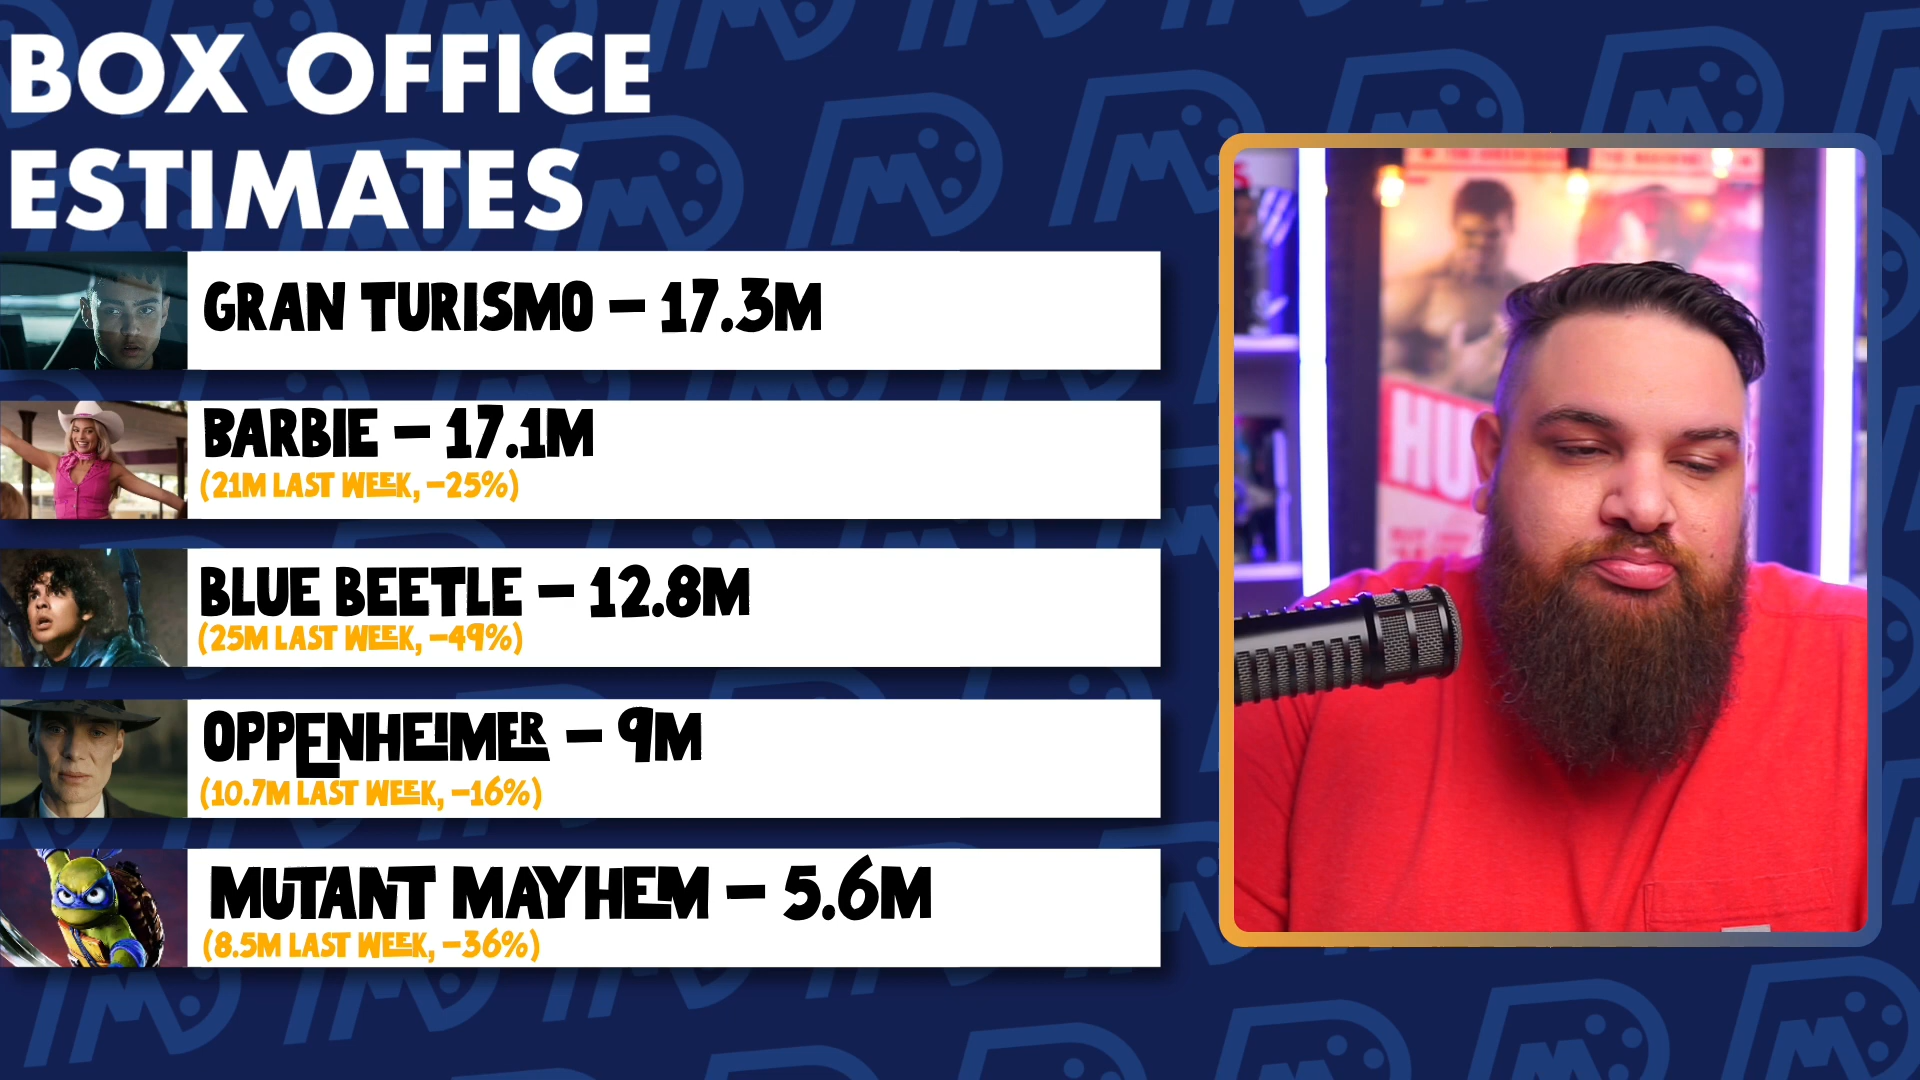 BOX OFFICE
ESTIMATES
GRAN TURISMO – 17.3M
BARBIE – 17.1M
(21M LAST WEEK, -25%)
BLUE BEETLE – 12.8M
(25M LAST WEEK, -49%)
OPPENHEIMER – 9M
(10.7M LAST WEEK, -16%)
MUTANT MAYHEM – 5.6M
(8.5M LAST WEEK, -36%)
HU